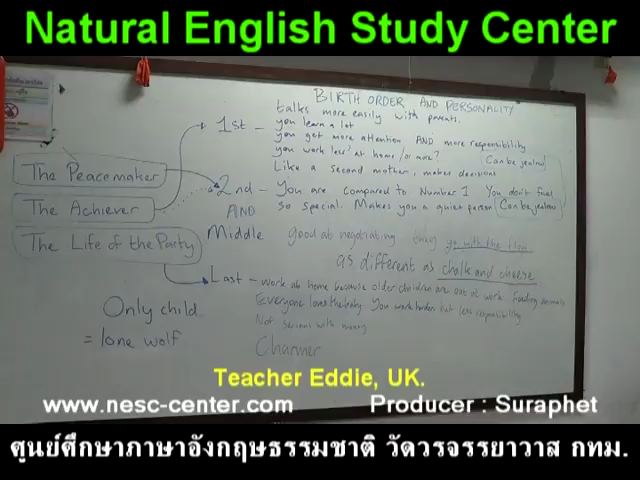 Natural English Study Center
BIRTH ORDER AND PERSONALITY
talks more easily with parents.
1st – you learn a lot
you get more attention AND more responsibility
you work less at home / or more? Can be jealous
Like a second mother, makes decisions
The Peacemaker
The Achiever
The Life of the Party
2nd – You are compared to Number 1 You don't feel
AND so special. Makes you a quiet person Can be jealous
Middle good at negotiating they go with the flow
as different as chalk and cheese
Last – Work at home because older children are out at work Feeding animals
Everyone loves the baby You work harder but less responsibility
Not serious with money
Charmer
Only child
= lone wolf
Teacher Eddie, UK.
www.nesc-center.com Producer : Suraphet
ศูนย์ศึกษาภาษาอังกฤษธรรมชาติ วัดวรจรรยาวาส กทม.